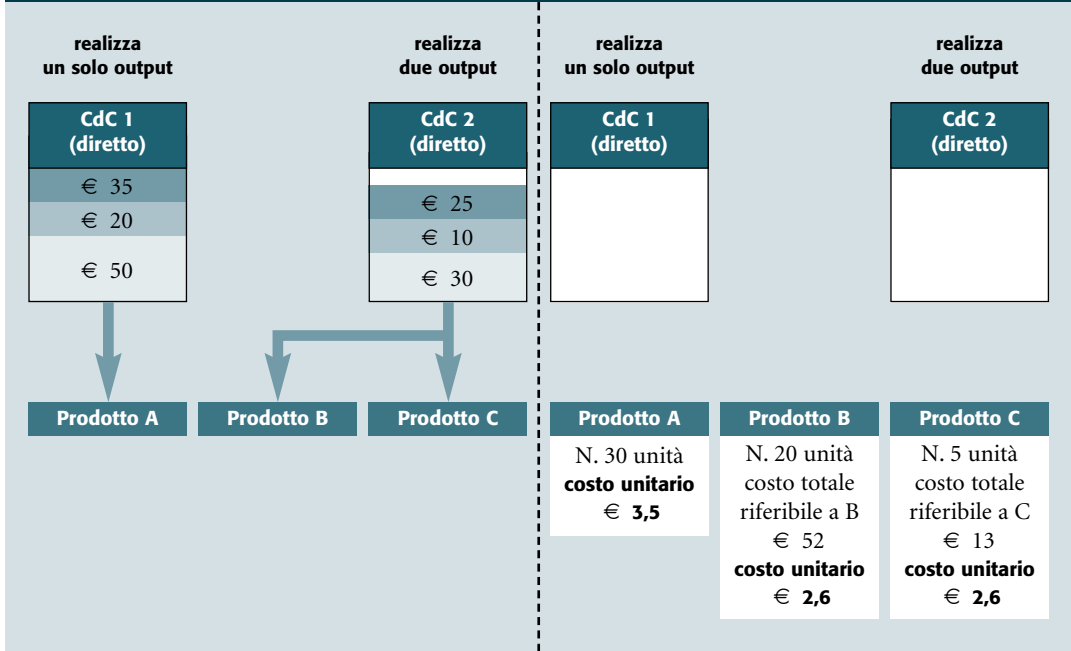 realizza
un solo output
realizza
due output
CdC 1
(diretto)
€ 35
€ 20
€ 50
CdC 2
(diretto)
€ 25
€ 10
€ 30
Prodotto A
Prodotto B
Prodotto C
realizza
un solo output
realizza
due output
CdC 1
(diretto)
CdC 2
(diretto)
Prodotto A
N. 30 unità
costo unitario
€ 3,5
Prodotto B
N. 20 unità
costo totale
riferibile a B
€ 52
costo unitario
€ 2,6
Prodotto C
N. 5 unità
costo totale
riferibile a C
€ 13
costo unitario
€ 2,6